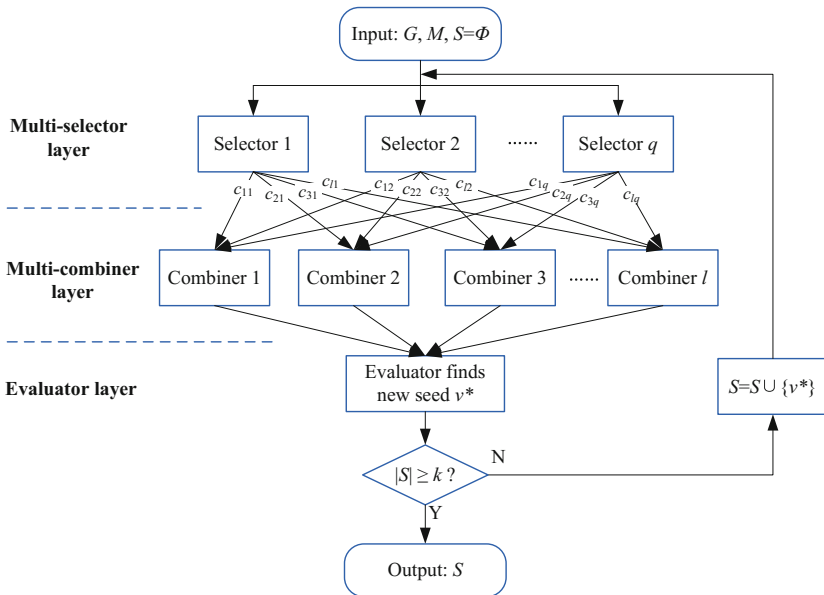 Input: G, M, S=Φ
Multi-selector
layer
Selector 1
Selector 2
......
Selector q
c11
c21
c31
cl1
c12
c22
c32
cl2
c1q
c2q
c3q
clq
Multi-combiner
layer
Combiner 1
Combiner 2
Combiner 3
......
Combiner l
Evaluator layer
Evaluator finds
new seed v*
S=S∪{v*}
|S| ≥ k ?
N
Y
Output: S